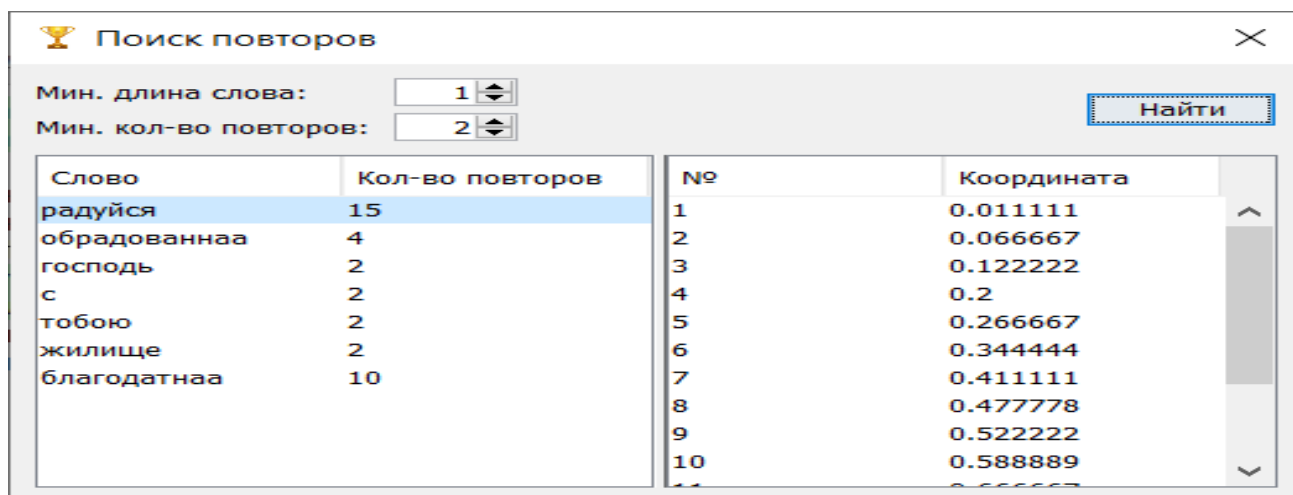 Поиск повторов
Мин. длина слова: 1
Найти
Мин. кол-во повторов: 2
Слово Кол-во повторов № Координата
радуйся 15 1 0.011111
обрадованнаа 4 2 0.066667
господь 2 3 0.122222
с 2 4 0.2
тобою 2 5 0.266667
жилище 2 6 0.344444
благодатнаа 10 7 0.411111
8 0.477778
9 0.522222
10 0.588889